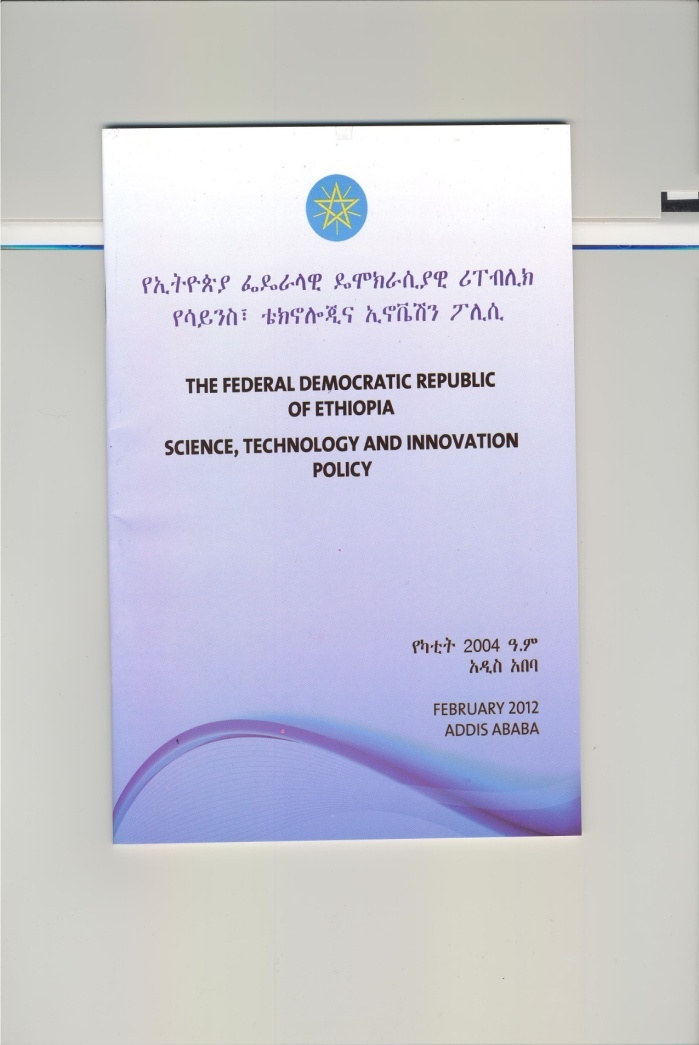 የኢትዮጵያ ፌዴራላዊ ዴሞክራሲያዊ ሪፐብሊክ
የሳይንስ፣ ቴክኖሎጂና ኢኖቬሽን ፖሊሲ
THE FEDERAL DEMOCRATIC REPUBLIC
OF ETHIOPIA
SCIENCE, TECHNOLOGY AND INNOVATION
POLICY
የካቲት 2004 ዓ.ም
አዲስ አበባ
FEBRUARY 2012
ADDIS ABABA